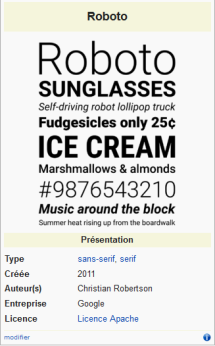 Roboto
Roboto
SUNGLASSES
Self-driving robot lollipop truck
Fudgesicles only 25¢
ICE CREAM
Marshmallows & almonds
#9876543210
Music around the block
Summer heat rising up from the boardwalk
Présentation
Type sans-serif, serif
Créée 2011
Auteur(s) Christian Robertson
Entreprise Google
Licence Licence Apache
modifier